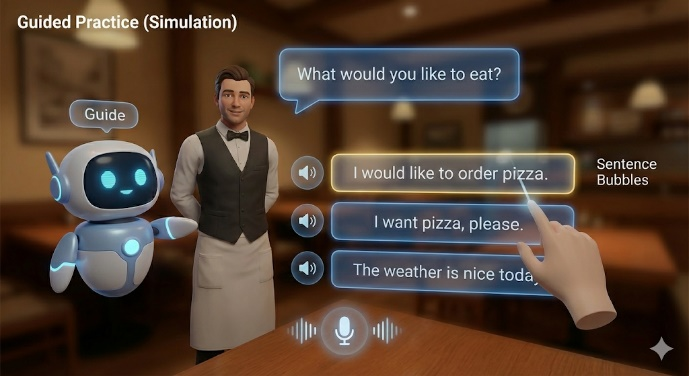 Guided Practice (Simulation)
What would you like to eat?
Guide
I would like to order pizza.
Sentence
Bubbles
I want pizza, please.
The weather is nice today